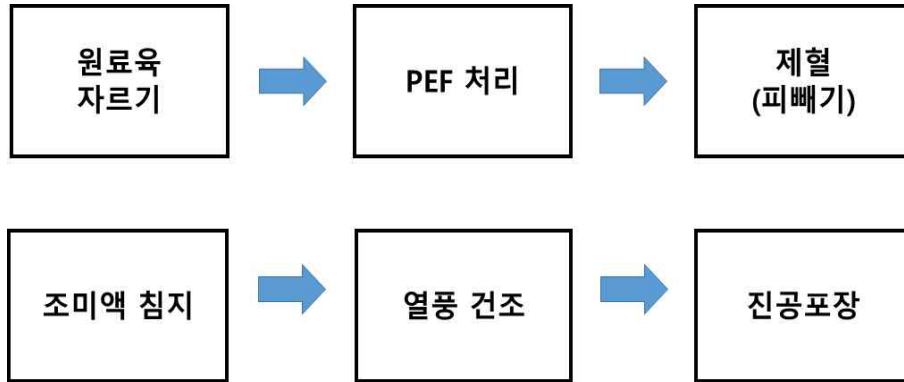 원료육
자르기
PEF 처리
제혈
(피빼기)
조미액 침지
열풍 건조
진공포장